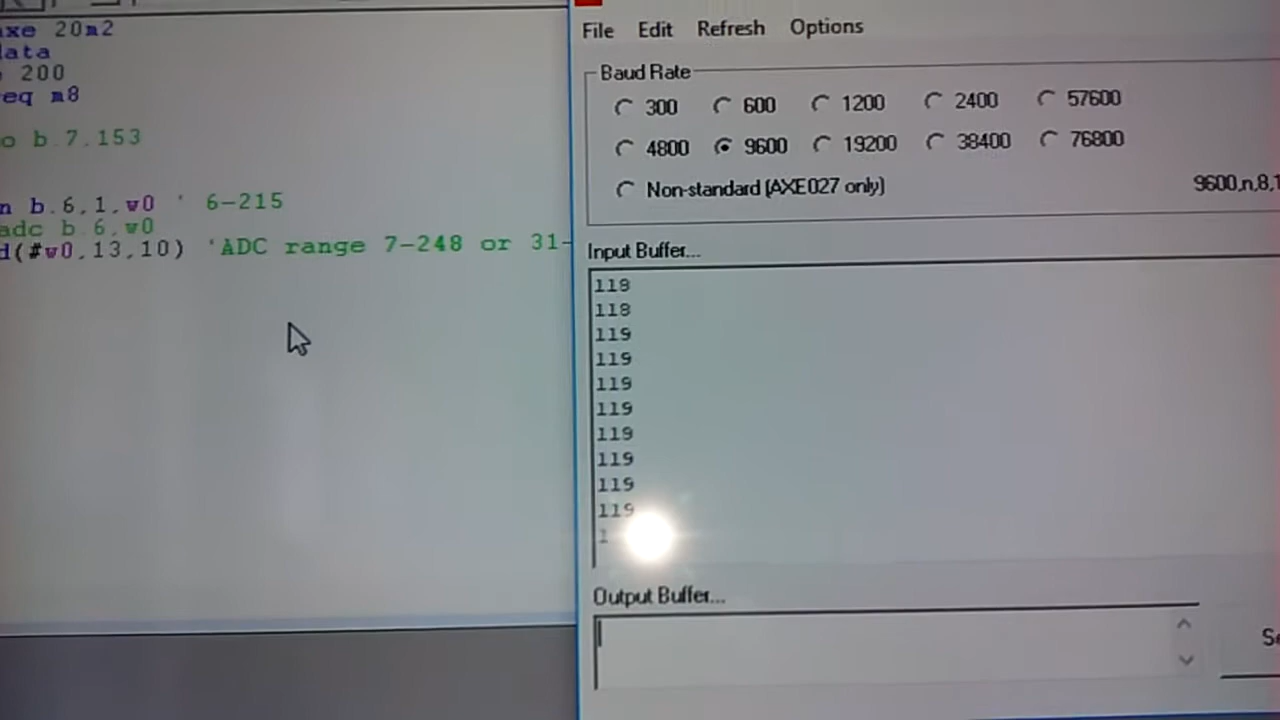 axe 20m2
data
200
eq m8
o b.7,153
n b.6,1,w0 ' 6-215
adc b.6,w0
d(#w0,13,10) 'ADC range 7-248 or 31-
File Edit Refresh Options
Baud Rate
300 600 1200 2400 57600
4800 9600 19200 38400 76800
Non-standard (AXE027 only) 9600,n,8,1
Input Buffer...
118
118
119
119
119
119
119
119
119
119
1
Output Buffer...
Se